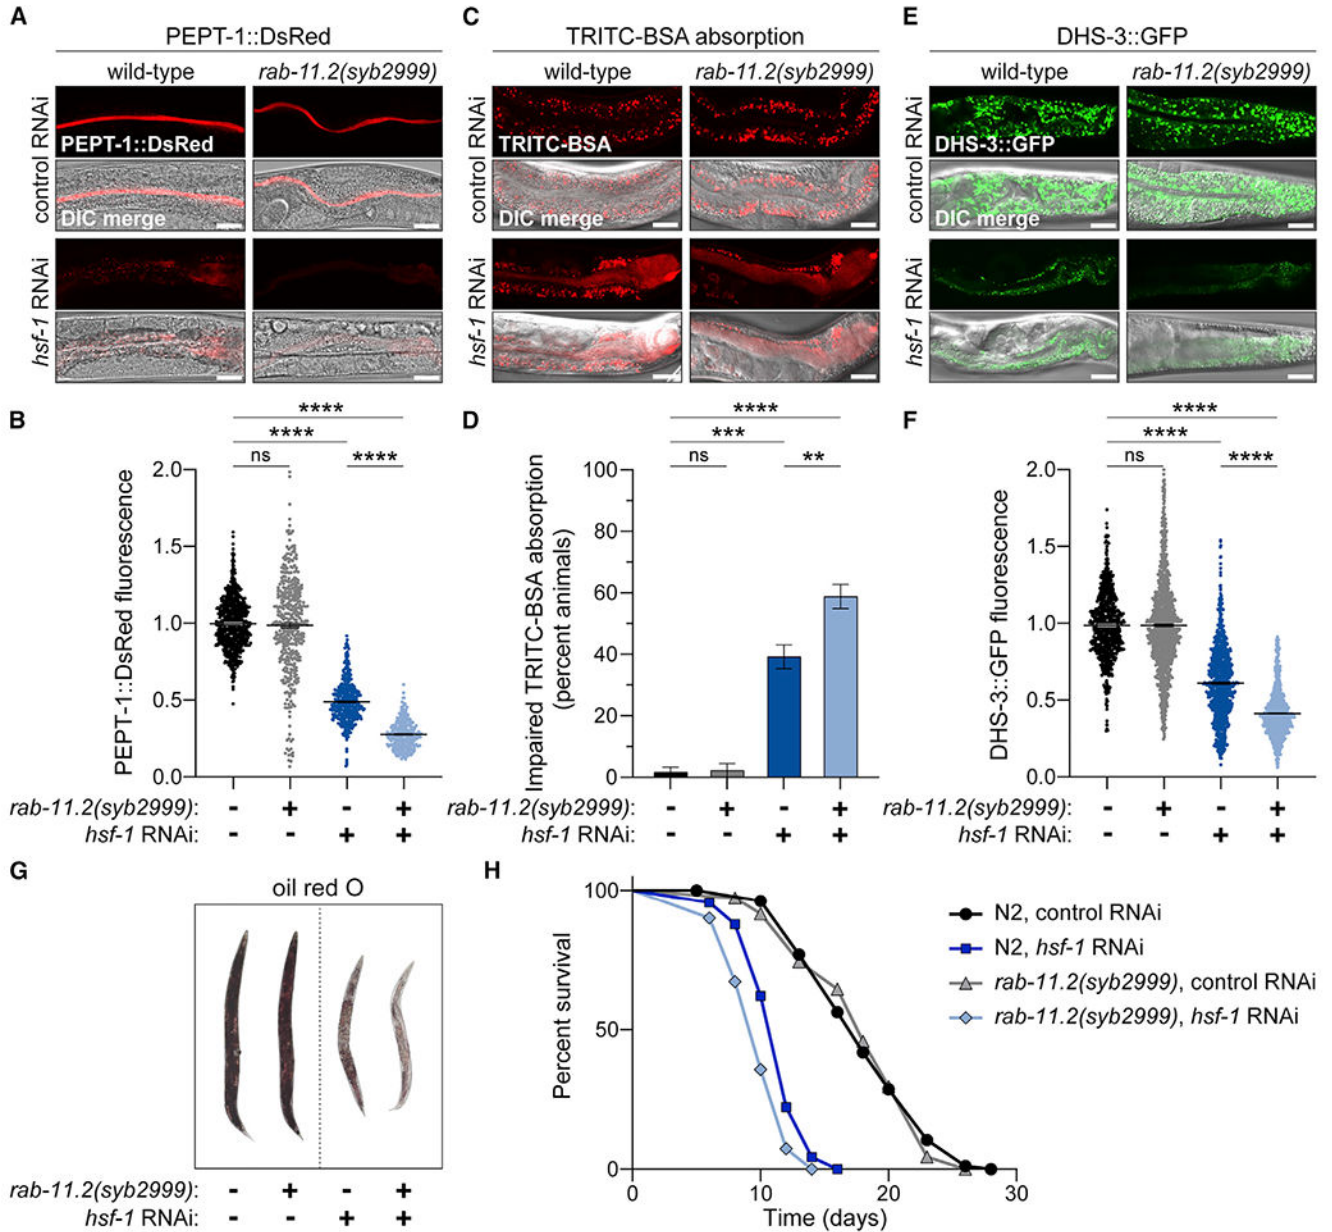 A
PEPT-1::DsRed
wild-type rab-11.2(syb2999)
control RNAi
PEPT-1::DsRed
DIC merge
hsf-1 RNAi
C
TRITC-BSA absorption
wild-type rab-11.2(syb2999)
control RNAi
TRITC-BSA
DIC merge
hsf-1 RNAi
E
DHS-3::GFP
wild-type rab-11.2(syb2999)
control RNAi
DHS-3::GFP
DIC merge
hsf-1 RNAi
B
****
****
ns ****
PEPT-1::DsRed fluorescence
2.0
1.5
1.0
0.5
0.0
rab-11.2(syb2999): - + - +
hsf-1 RNAi: - - + +
D
****
***
ns **
Impaired TRITC-BSA absorption
(percent animals)
100
80
60
40
20
0
rab-11.2(syb2999): - + - +
hsf-1 RNAi: - - + +
F
****
****
ns ****
DHS-3::GFP fluorescence
2.0
1.5
1.0
0.5
0.0
rab-11.2(syb2999): - + - +
hsf-1 RNAi: - - + +
G
oil red O
rab-11.2(syb2999): - + - +
hsf-1 RNAi: - - + +
H
Percent survival
100
50
0
0 10 20 30
Time (days)
N2, control RNAi
N2, hsf-1 RNAi
rab-11.2(syb2999), control RNAi
rab-11.2(syb2999), hsf-1 RNAi